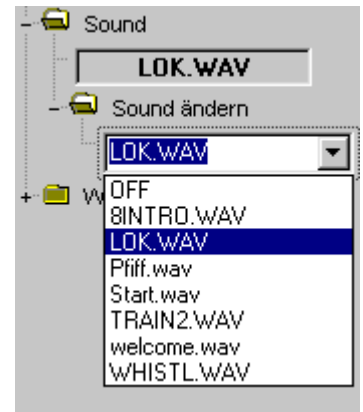 Sound
LOK.WAV
Sound ändern
LOK.WAV
W
OFF
8INTRO.WAV
LOK.WAV
Pfiff.wav
Start.wav
TRAIN2.WAV
welcome.wav
WHISTL.WAV